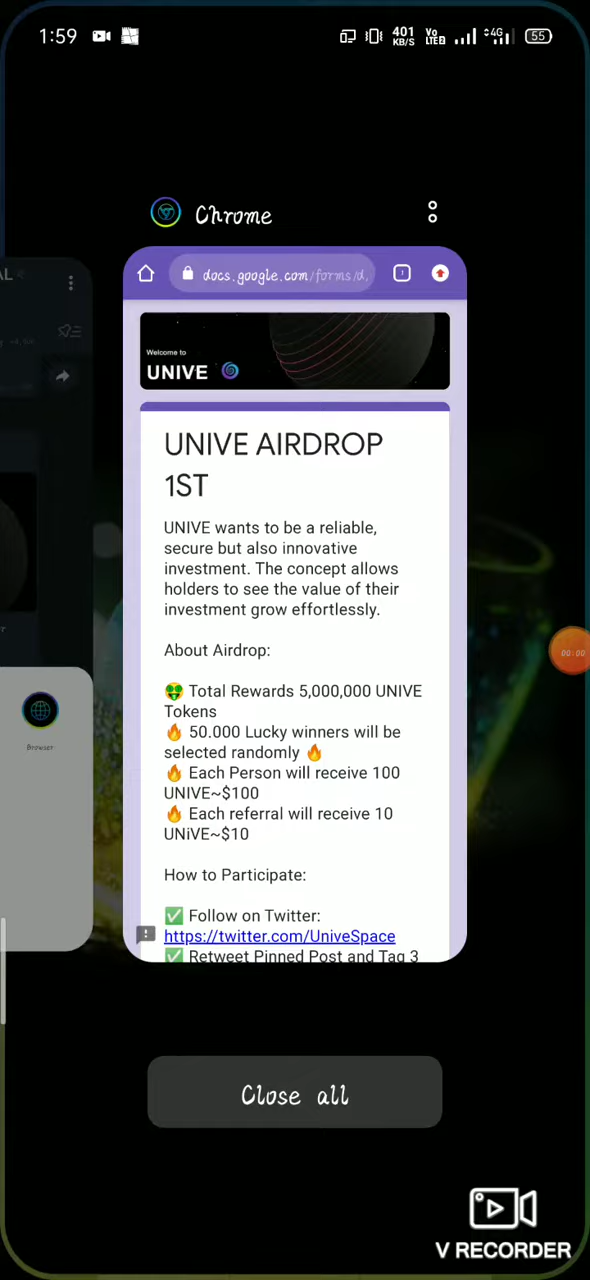 1:59
401 KB/S
Vo LTE2
4G
55
Chrome
docs.google.com/forms/d,
AL
Welcome to
UNIVE
UNIVE AIRDROP
1ST
UNIVE wants to be a reliable,
secure but also innovative
investment. The concept allows
holders to see the value of their
investment grow effortlessly.
About Airdrop:
🤑 Total Rewards 5,000,000 UNIVE
Tokens
🔥 50.000 Lucky winners will be
selected randomly 🔥
🔥 Each Person will receive 100
UNIVE~$100
🔥 Each referral will receive 10
UNiVE~$10
How to Participate:
✅ Follow on Twitter:
https://twitter.com/UniveSpace
✅ Retweet Pinned Post and Tag 3
Browser
00:00
Close all
V RECORDER